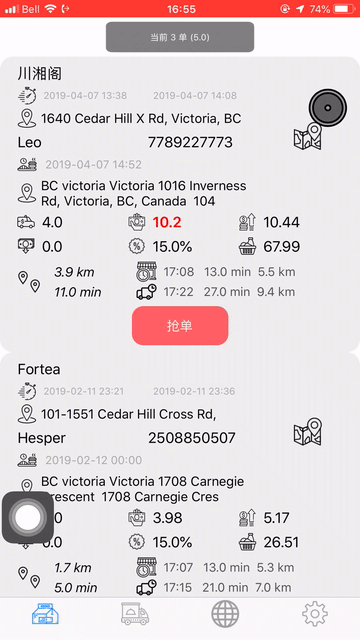 Bell 16:55 74%
当前 3 单 (5.0)
川湘阁
2019-04-07 13:38 2019-04-07 14:08
1640 Cedar Hill X Rd, Victoria, BC
Leo 7789227773
2019-04-07 14:52
BC victoria Victoria 1016 Inverness
Rd, Victoria, BC, Canada 104
4.0 10.2 10.44
0.0 15.0% 67.99
3.9 km 17:08 13.0 min 5.5 km
11.0 min 17:22 27.0 min 9.4 km
抢单
Fortea
2019-02-11 23:21 2019-02-11 23:36
101-1551 Cedar Hill Cross Rd,
Hesper 2508850507
2019-02-12 00:00
BC victoria Victoria 1708 Carnegie
rescent 1708 Carnegie Cres
0 3.98 5.17
0.0 15.0% 26.51
1.7 km 17:07 13.0 min 5.3 km
5.0 min 17:15 21.0 min 7.0 km